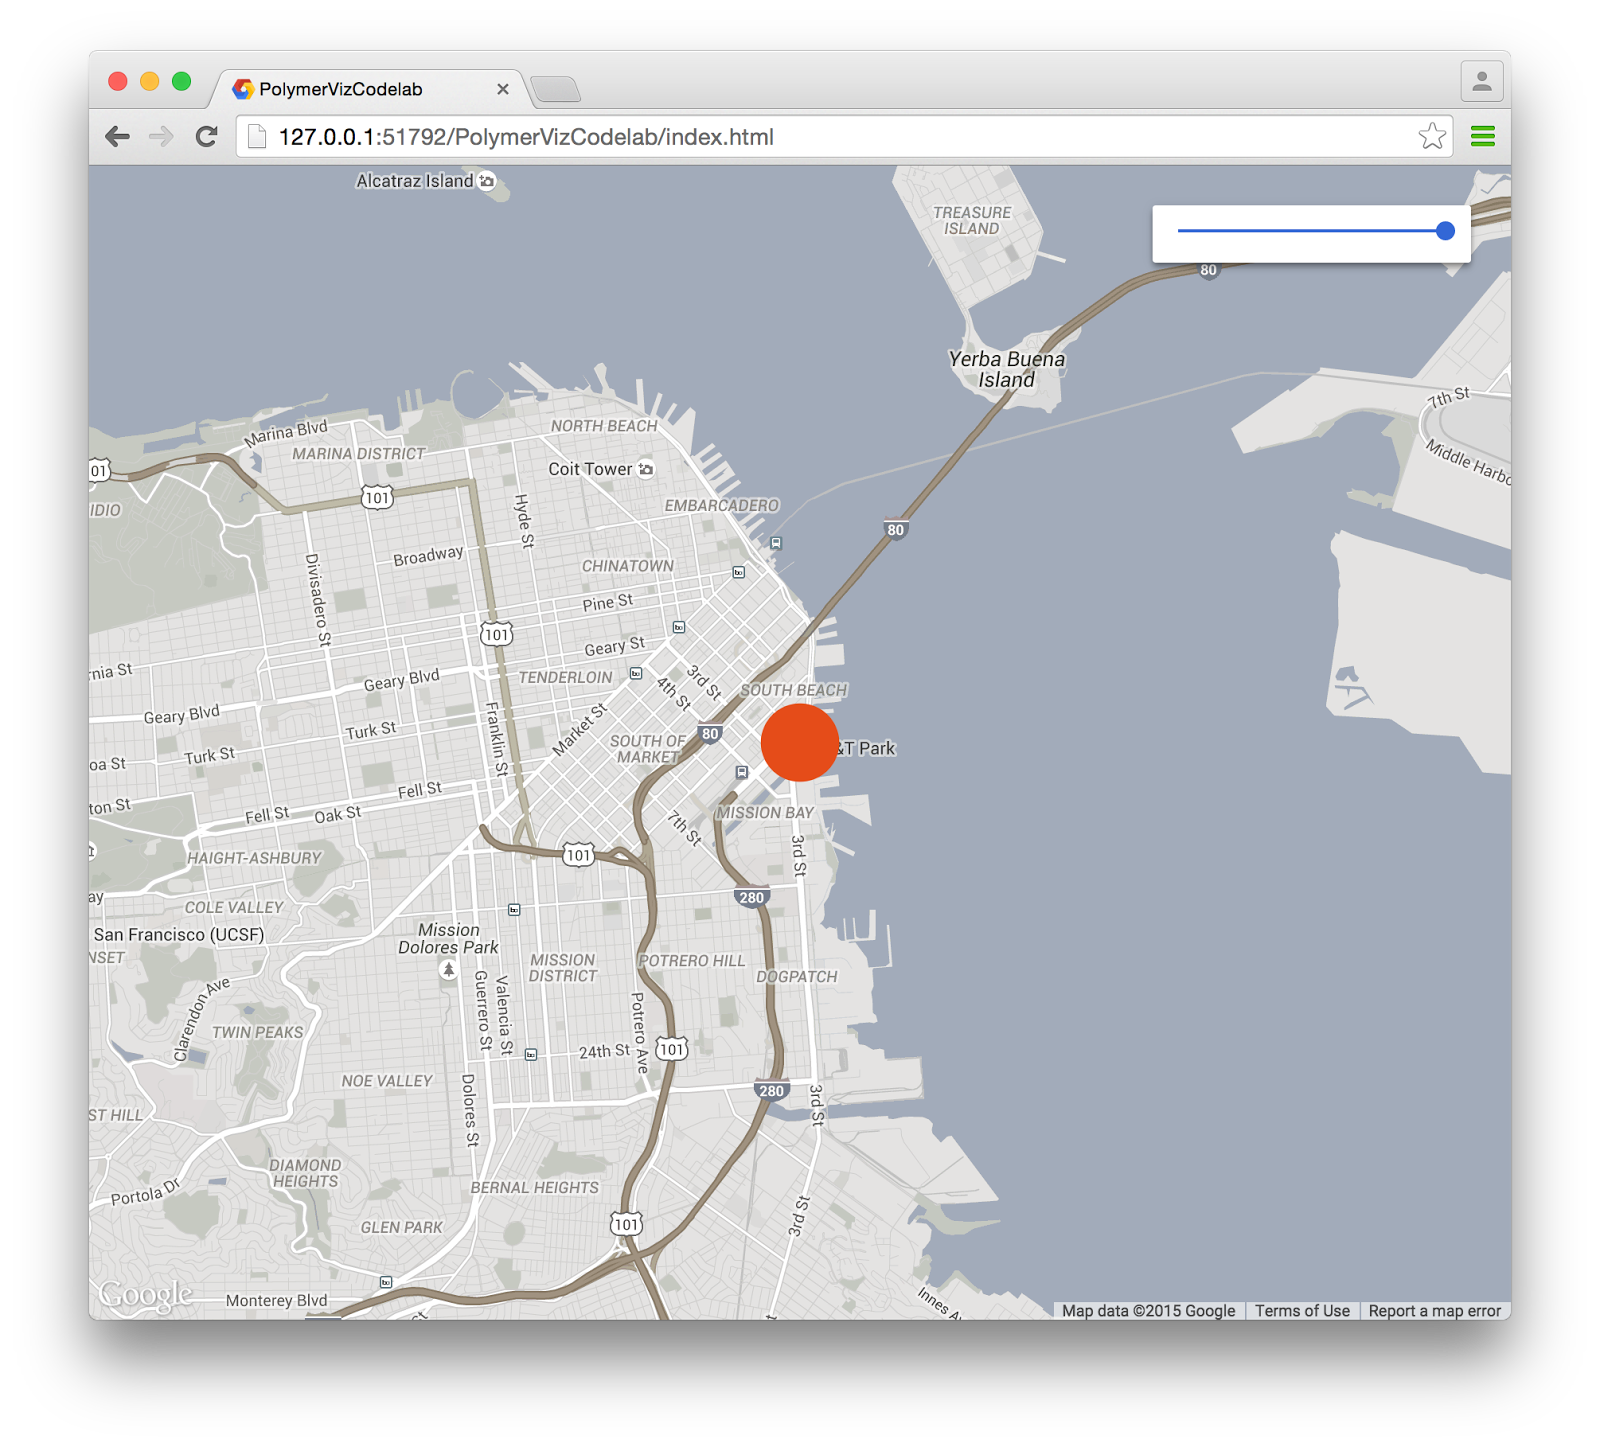 PolymerVizCodelab
127.0.0.1:51792/PolymerVizCodelab/index.html
Alcatraz Island
TREASURE
ISLAND
80
Yerba Buena
Island
7th St
Middle Harbo
Marina Blvd
NORTH BEACH
MARINA DISTRICT
Coit Tower
01
101
Hyde St
EMBARCADERO
IDIO
80
Broadway
Divisadero St
CHINATOWN
Pine St
101
Geary St
rnia St
Geary Blvd
TENDERLOIN
3rd St
4th St
SOUTH BEACH
Geary Blvd
Franklin St
Market St
Turk St
80
SOUTH OF
MARKET
&T Park
oa St
Turk St
ton St
Fell St
Fell St
Oak St
MISSION BAY
7th St
3rd St
HAIGHT-ASHBURY
101
ay
280
COLE VALLEY
San Francisco (UCSF)
Mission
Dolores Park
NSET
MISSION
DISTRICT
POTRERO HILL
DOGPATCH
Clarendon Ave
Guerrero St
Valencia St
Potrero Ave
TWIN PEAKS
24th St
101
NOE VALLEY
280
Dolores St
3rd St
ST HILL
DIAMOND
HEIGHTS
Portola Dr
BERNAL HEIGHTS
3rd St
GLEN PARK
101
Google
Monterey Blvd
St
Innes Av
Map data ©2015 Google
Terms of Use
Report a map error